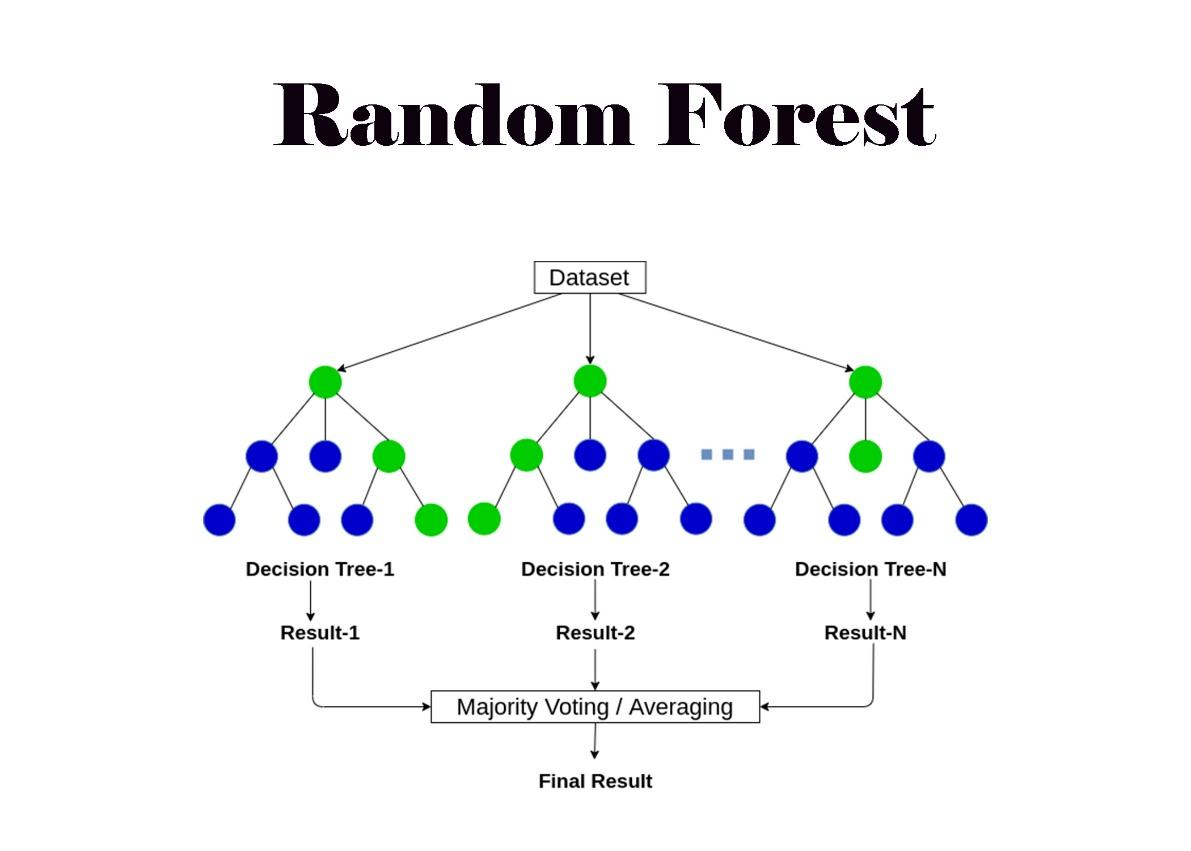 Random Forest
Dataset
Decision Tree-1
Decision Tree-2
Decision Tree-N
Result-1
Result-2
Result-N
Majority Voting / Averaging
Final Result